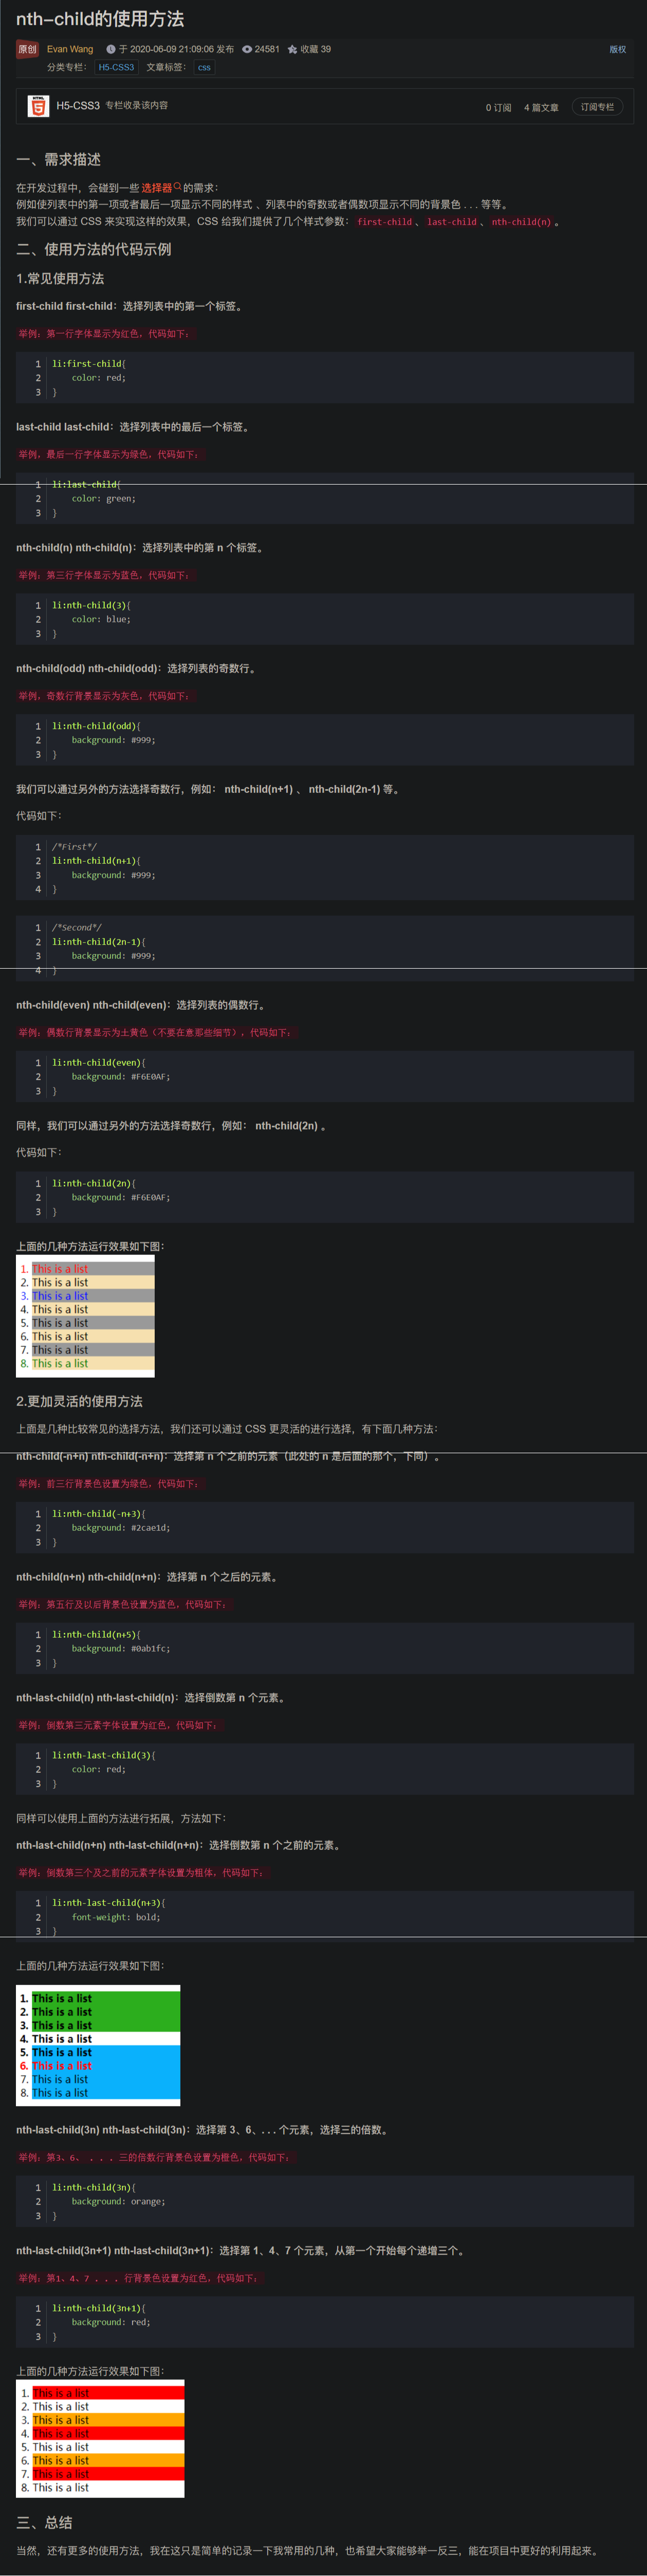 nth-child的使用方法
原创 Evan Wang 于 2020-06-09 21:09:06 发布 24581 收藏 39 版权
分类专栏： H5-CSS3 文章标签： css
H5-CSS3 专栏收录该内容 0 订阅 4 篇文章 订阅专栏
一、需求描述
在开发过程中，会碰到一些 选择器 的需求：
例如使列表中的第一项或者最后一项显示不同的样式 、列表中的奇数或者偶数项显示不同的背景色 . . . 等等。
我们可以通过 CSS 来实现这样的效果，CSS 给我们提供了几个样式参数： first-child 、 last-child 、 nth-child(n) 。
二、使用方法的代码示例
1.常见使用方法
first-child first-child：选择列表中的第一个标签。
举例：第一行字体显示为红色，代码如下：
1 li:first-child{
2 color: red;
3 }
last-child last-child：选择列表中的最后一个标签。
举例，最后一行字体显示为绿色，代码如下：
1 li:last-child{
2 color: green;
3 }
nth-child(n) nth-child(n)：选择列表中的第 n 个标签。
举例：第三行字体显示为蓝色，代码如下：
1 li:nth-child(3){
2 color: blue;
3 }
nth-child(odd) nth-child(odd)：选择列表的奇数行。
举例，奇数行背景显示为灰色，代码如下：
1 li:nth-child(odd){
2 background: #999;
3 }
我们可以通过另外的方法选择奇数行，例如： nth-child(n+1) 、 nth-child(2n-1) 等。
代码如下：
1 /*First*/
2 li:nth-child(n+1){
3 background: #999;
4 }
1 /*Second*/
2 li:nth-child(2n-1){
3 background: #999;
4 }
nth-child(even) nth-child(even)：选择列表的偶数行。
举例：偶数行背景显示为土黄色（不要在意那些细节），代码如下：
1 li:nth-child(even){
2 background: #F6E0AF;
3 }
同样，我们可以通过另外的方法选择奇数行，例如： nth-child(2n) 。
代码如下：
1 li:nth-child(2n){
2 background: #F6E0AF;
3 }
上面的几种方法运行效果如下图：
1. This is a list
2. This is a list
3. This is a list
4. This is a list
5. This is a list
6. This is a list
7. This is a list
8. This is a list
2.更加灵活的使用方法
上面是几种比较常见的选择方法，我们还可以通过 CSS 更灵活的进行选择，有下面几种方法：
nth-child(-n+n) nth-child(-n+n)：选择第 n 个之前的元素（此处的 n 是后面的那个，下同）。
举例：前三行背景色设置为绿色，代码如下：
1 li:nth-child(-n+3){
2 background: #2cae1d;
3 }
nth-child(n+n) nth-child(n+n)：选择第 n 个之后的元素。
举例：第五行及以后背景色设置为蓝色，代码如下：
1 li:nth-child(n+5){
2 background: #0ab1fc;
3 }
nth-last-child(n) nth-last-child(n)：选择倒数第 n 个元素。
举例：倒数第三元素字体设置为红色，代码如下：
1 li:nth-last-child(3){
2 color: red;
3 }
同样可以使用上面的方法进行拓展，方法如下：
nth-last-child(n+n) nth-last-child(n+n)：选择倒数第 n 个之前的元素。
举例：倒数第三个及之前的元素字体设置为粗体，代码如下：
1 li:nth-last-child(n+3){
2 font-weight: bold;
3 }
上面的几种方法运行效果如下图：
1. This is a list
2. This is a list
3. This is a list
4. This is a list
5. This is a list
6. This is a list
7. This is a list
8. This is a list
nth-last-child(3n) nth-last-child(3n)：选择第 3、6、. . . 个元素，选择三的倍数。
举例：第3、6、 . . . 三的倍数行背景色设置为橙色，代码如下：
1 li:nth-child(3n){
2 background: orange;
3 }
nth-last-child(3n+1) nth-last-child(3n+1)：选择第 1、4、7 个元素，从第一个开始每个递增三个。
举例：第1、4、7 . . . 行背景色设置为红色，代码如下：
1 li:nth-child(3n+1){
2 background: red;
3 }
上面的几种方法运行效果如下图：
1. This is a list
2. This is a list
3. This is a list
4. This is a list
5. This is a list
6. This is a list
7. This is a list
8. This is a list
三、总结
当然，还有更多的使用方法，我在这只是简单的记录一下我常用的几种，也希望大家能够举一反三，能在项目中更好的利用起来。